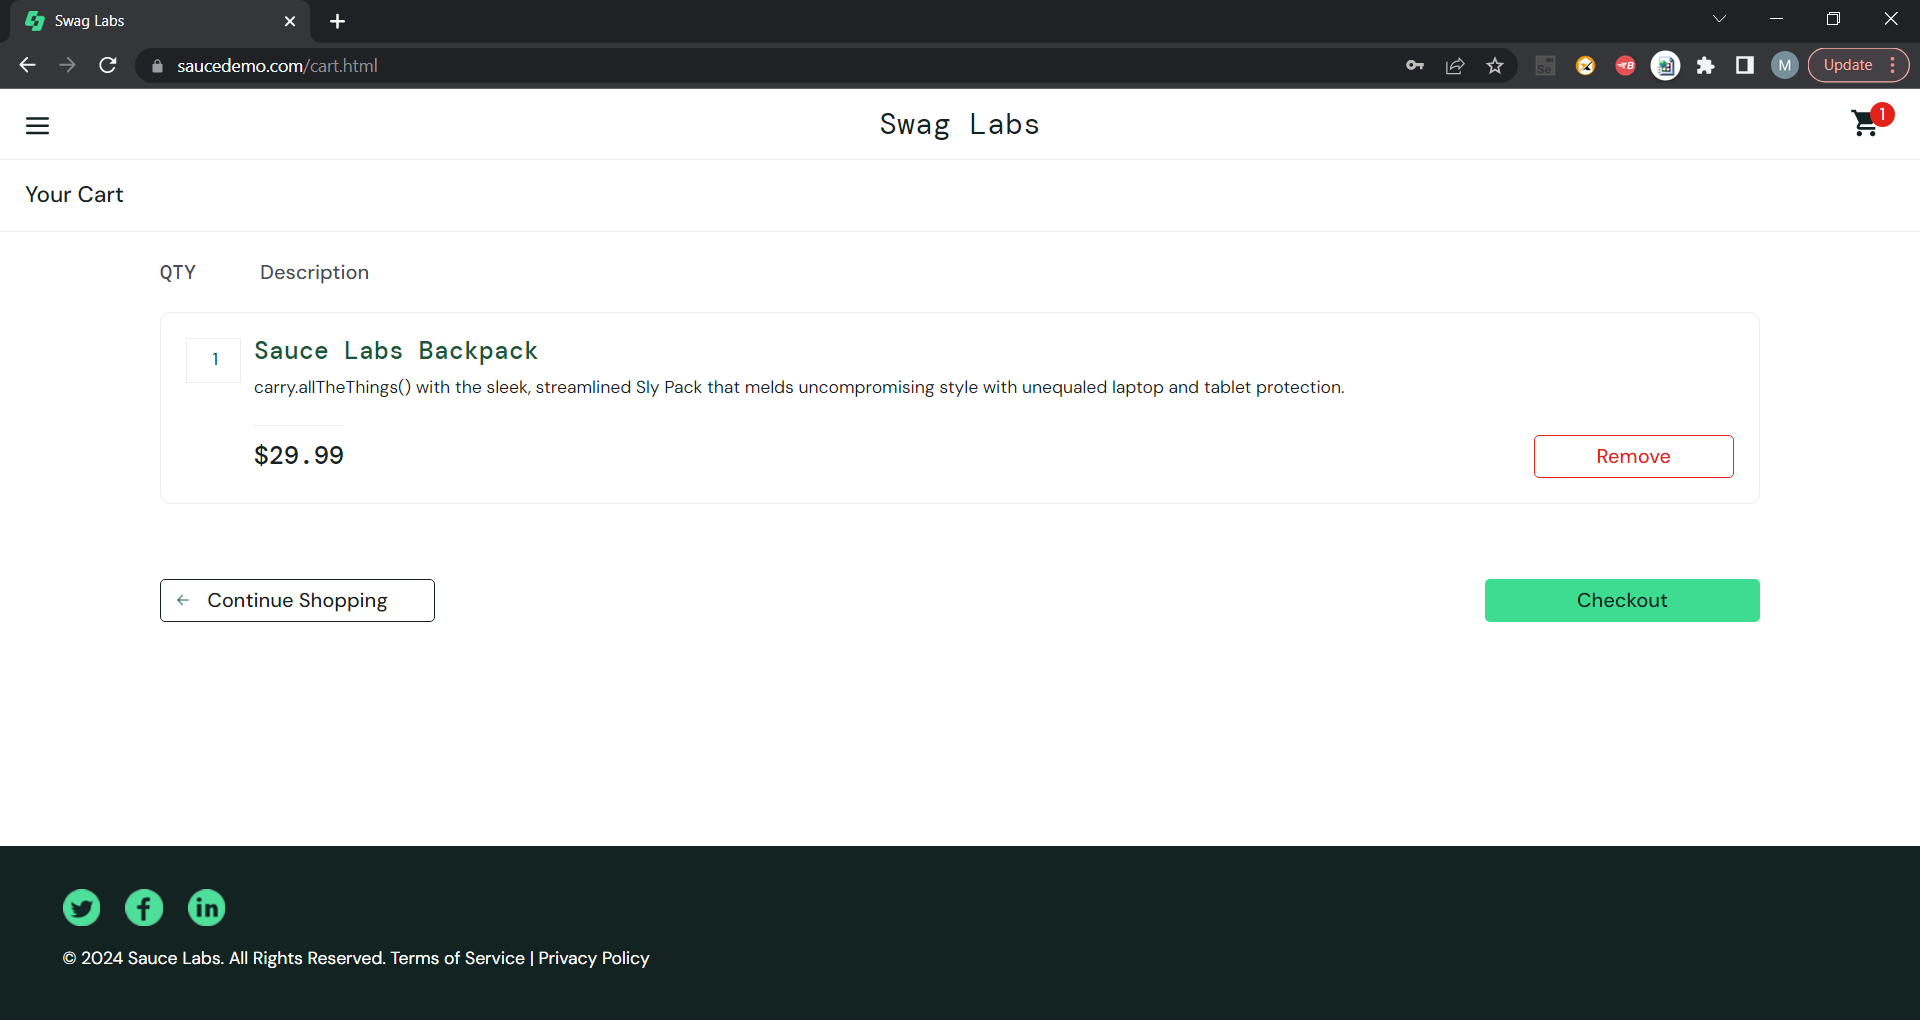 Swag Labs
saucedemo.com/cart.html
Se
B
M
Update
Swag Labs
1
Your Cart
QTY Description
1
Sauce Labs Backpack
carry.allTheThings() with the sleek, streamlined Sly Pack that melds uncompromising style with unequaled laptop and tablet protection.
$29.99
Remove
Continue Shopping
Checkout
© 2024 Sauce Labs. All Rights Reserved. Terms of Service | Privacy Policy